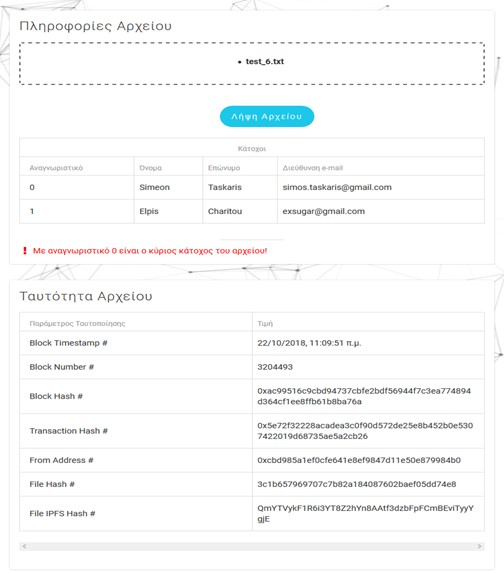 Πληροφορίες Αρχείου
• test_6.txt
Λήψη Αρχείου
Κάτοχοι
Αναγνωριστικό Όνομα Επώνυμο Διεύθυνση e-mail
0 Simeon Taskaris simos.taskaris@gmail.com
1 Elpis Charitou exsugar@gmail.com
! Με αναγνωριστικό 0 είναι ο κύριος κάτοχος του αρχείου!
Ταυτότητα Αρχείου
Παράμετρος Ταυτοποίησης Τιμή
Block Timestamp # 22/10/2018, 11:09:51 π.μ.
Block Number # 3204493
Block Hash # 0xac99516c9cbd94737cbfe2bdf56944f7c3ea774894
d364cf1ee8ffb61b8ba76a
Transaction Hash # 0x5e72f32228acadea3c0f90d572de25e8b452b0e530
7422019d68735ae5a2cb26
From Address # 0xcbd985a1ef0cfe641e8ef9847d11e50e879984b0
File Hash # 3c1b657969707c7b82a184087602baef05dd74e8
File IPFS Hash # QmYTVykF1R6i3YT8Z2hYn8AAtf3dzbFpFCmBEviTyyY
gjE